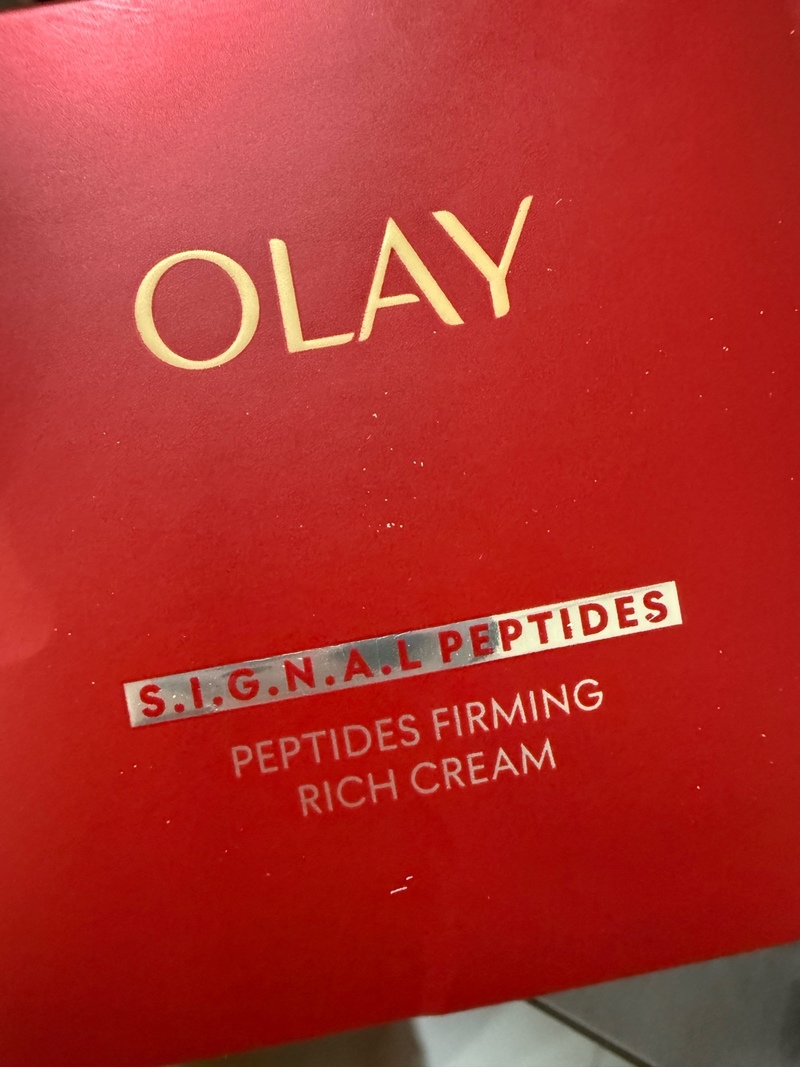 OLAY
S.I.G.N.A.L PEPTIDES
PEPTIDES FIRMING
RICH CREAM